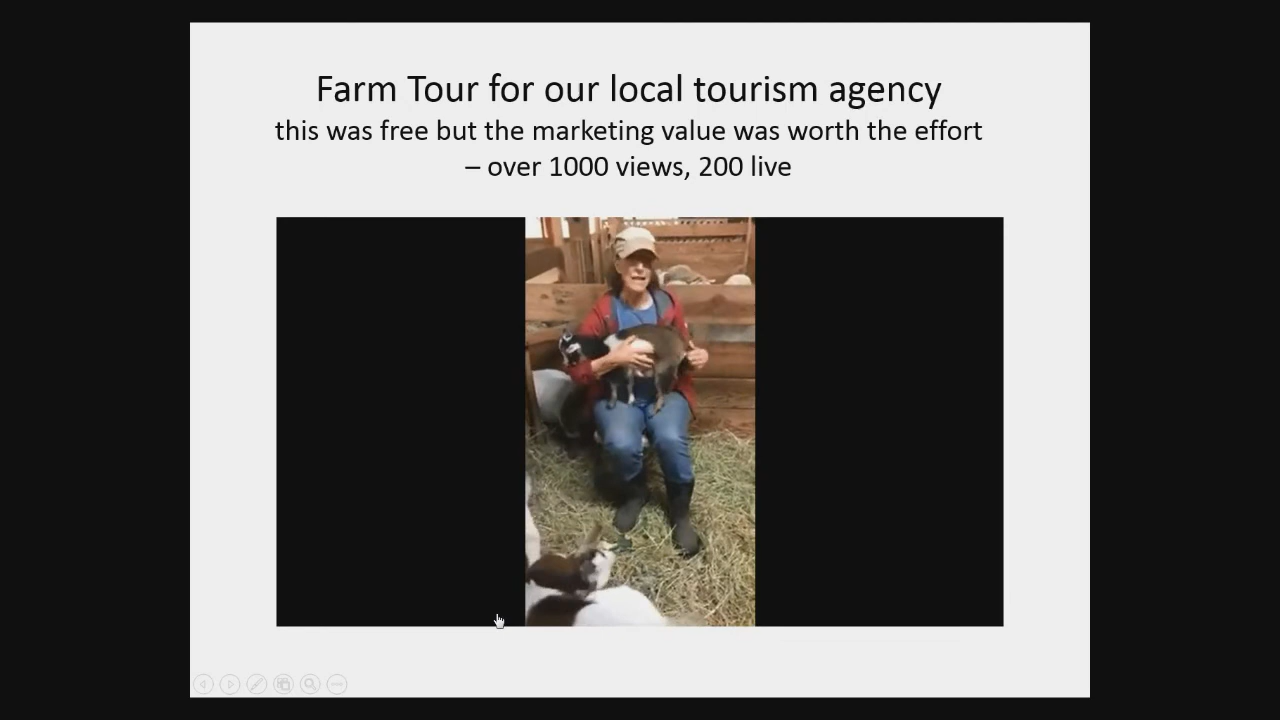 Farm Tour for our local tourism agency
this was free but the marketing value was worth the effort
– over 1000 views, 200 live